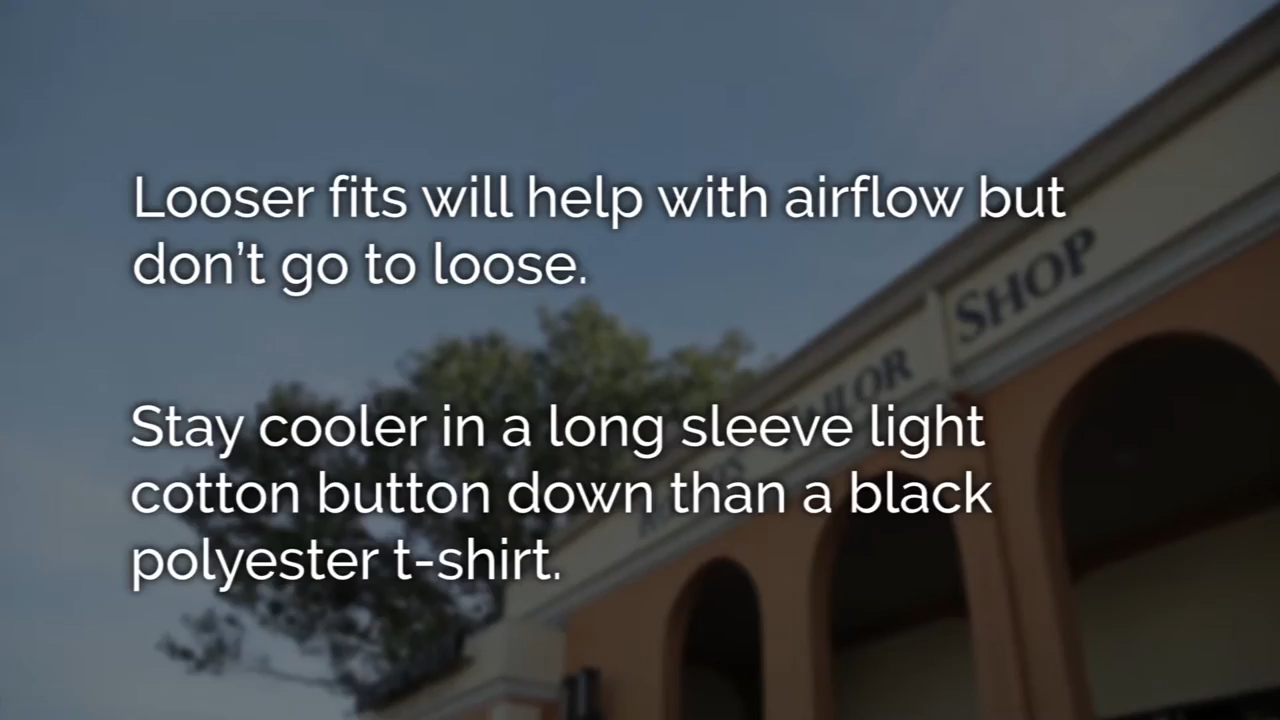 Looser fits will help with airflow but
don’t go to loose.
SHOP
TAILOR
Stay cooler in a long sleeve light
cotton button down than a black
polyester t-shirt.